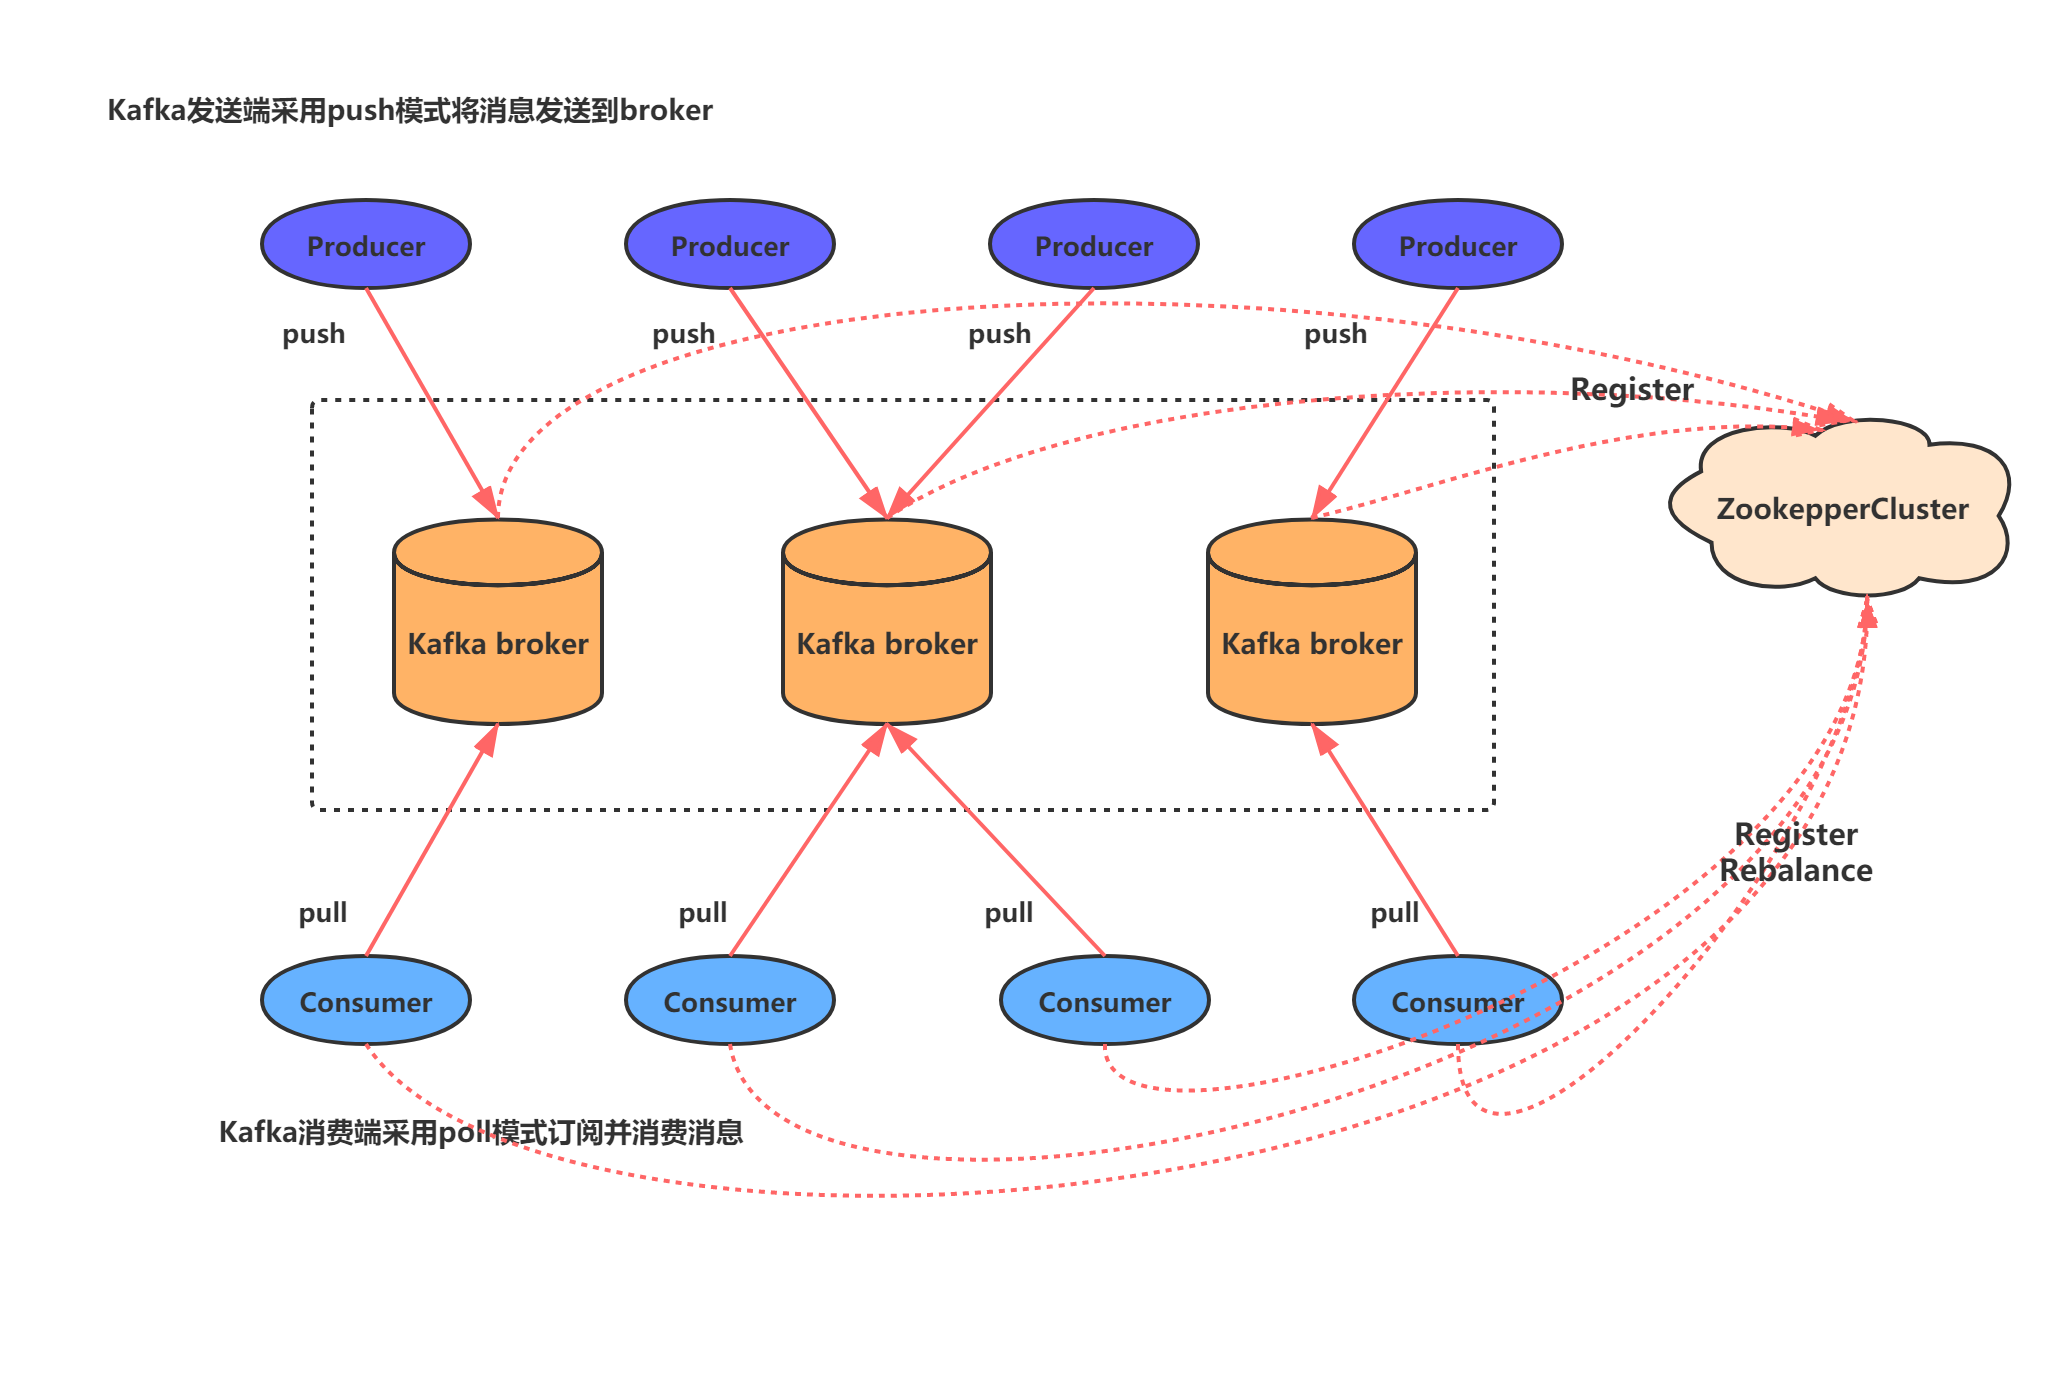 Kafka发送端采用push模式将消息发送到broker
Producer
Producer
Producer
Producer
push
push
push
push
Register
ZookepperCluster
Kafka broker
Kafka broker
Kafka broker
Register
Rebalance
pull
pull
pull
pull
Consumer
Consumer
Consumer
Consumer
Kafka消费端采用poll模式订阅并消费消息